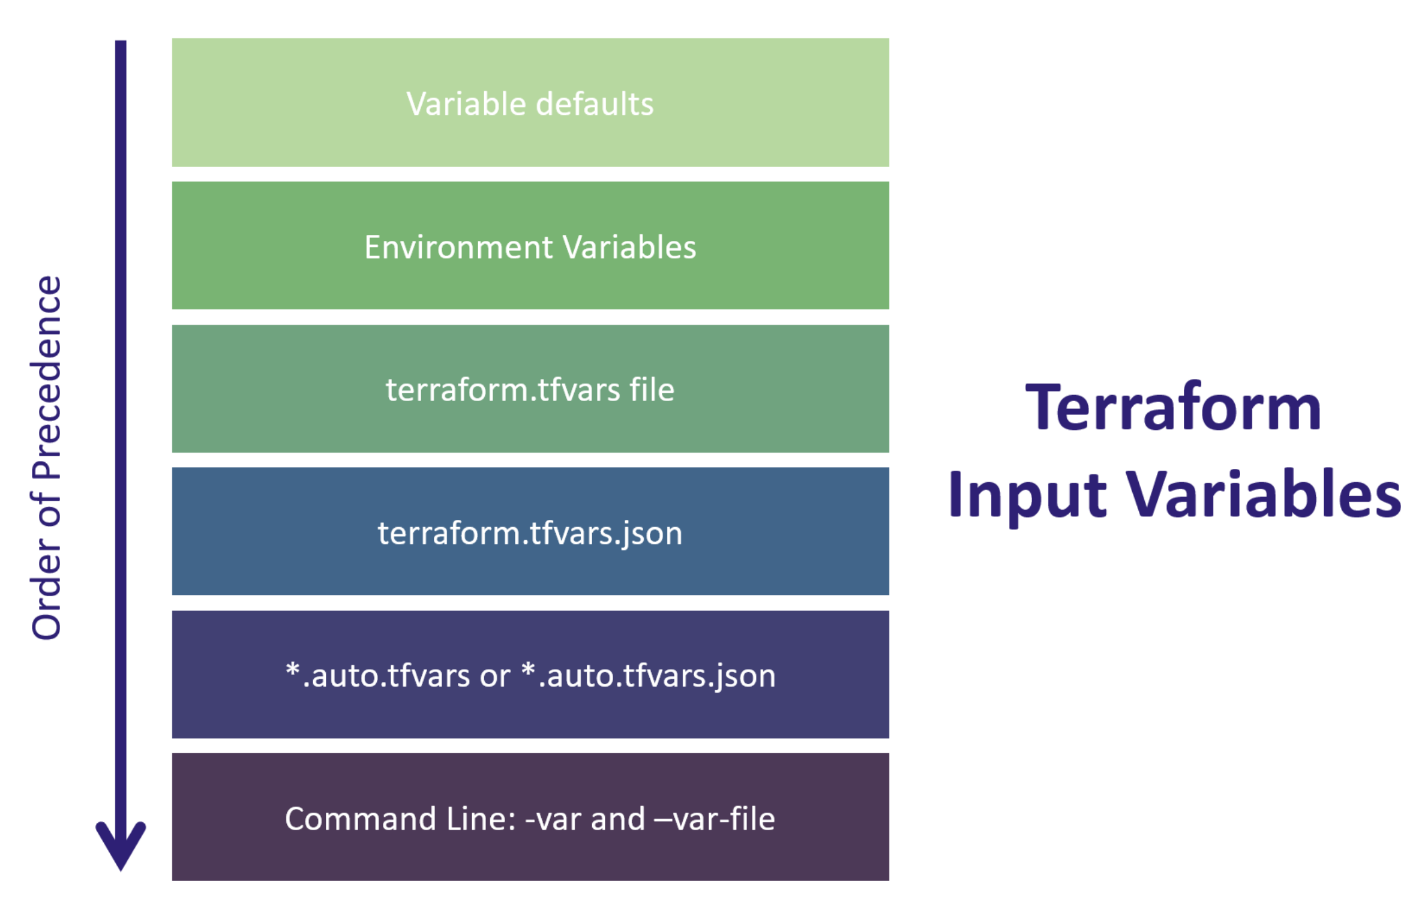 Order of Precedence
Variable defaults
Environment Variables
terraform.tfvars file
terraform.tfvars.json
*.auto.tfvars or *.auto.tfvars.json
Command Line: -var and –var-file
Terraform
Input Variables